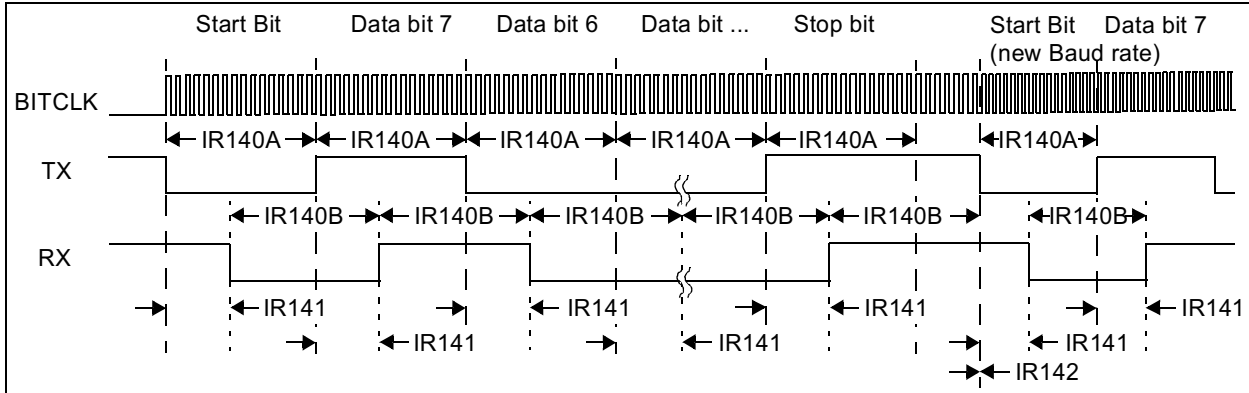 Start Bit Data bit 7 Data bit 6 Data bit ... Stop bit Start Bit Data bit 7
(new Baud rate)
BITCLK
IR140A IR140A IR140A IR140A IR140A IR140A
TX
IR140B IR140B IR140B IR140B IR140B IR140B
RX
IR141 IR141 IR141 IR141
IR141 IR141 IR141
IR142